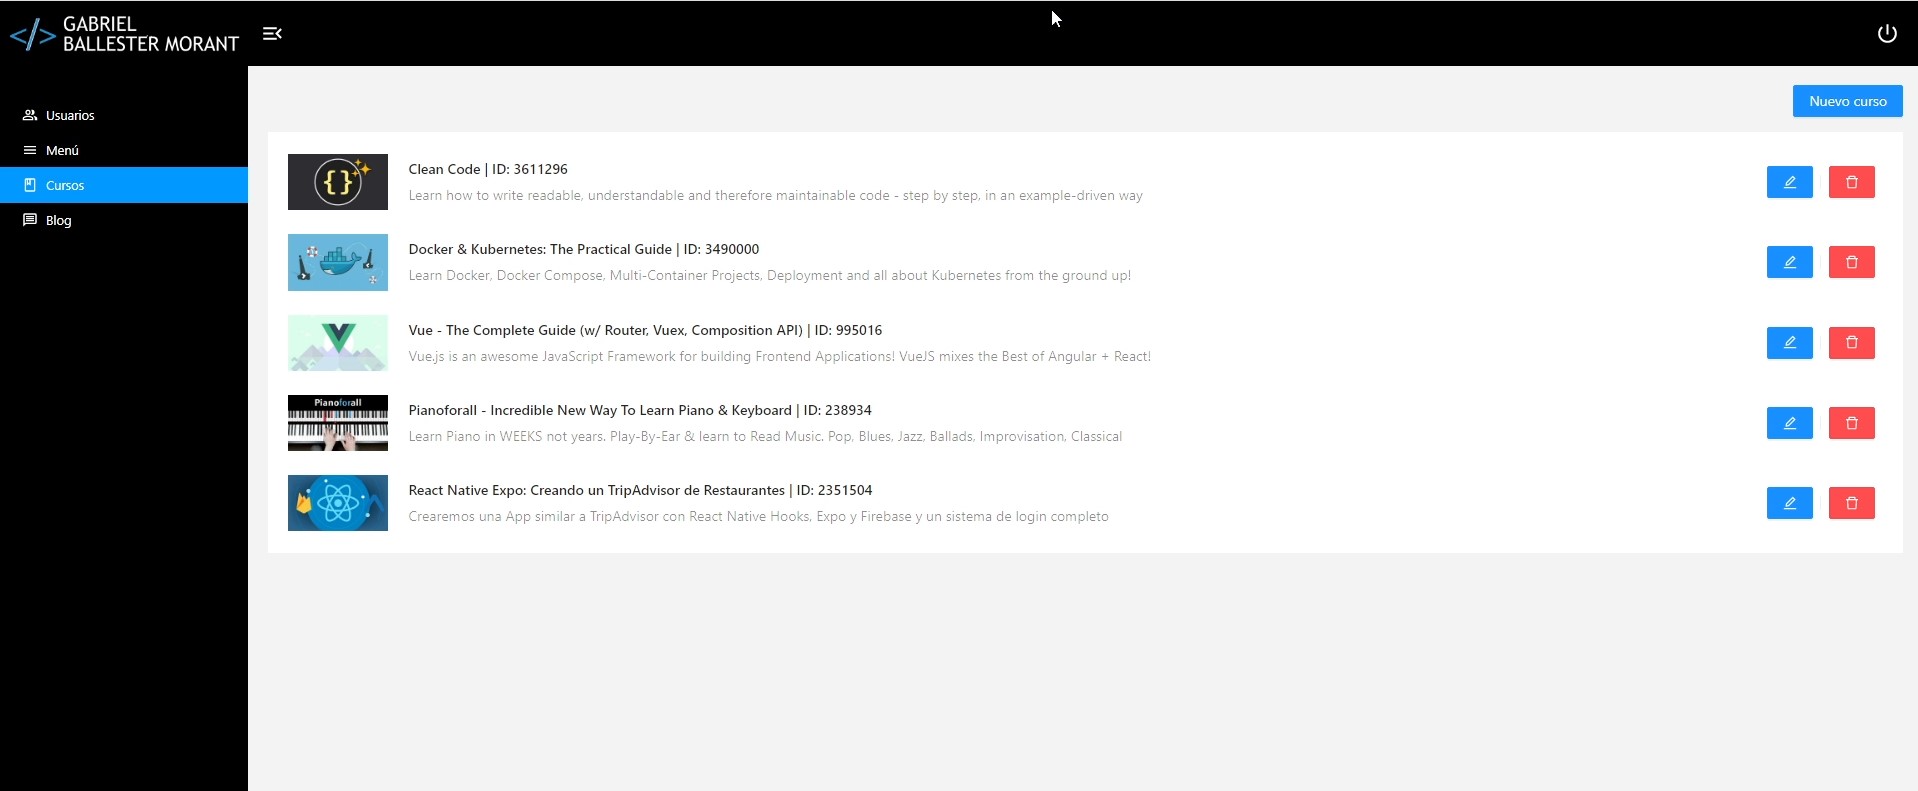 GABRIEL
BALLESTER MORANT
Usuarios
Menú
Cursos
Blog
Nuevo curso
Clean Code | ID: 3611296
Learn how to write readable, understandable and therefore maintainable code - step by step, in an example-driven way
Docker & Kubernetes: The Practical Guide | ID: 3490000
Learn Docker, Docker Compose, Multi-Container Projects, Deployment and all about Kubernetes from the ground up!
Vue - The Complete Guide (w/ Router, Vuex, Composition API) | ID: 995016
Vue.js is an awesome JavaScript Framework for building Frontend Applications! VueJS mixes the Best of Angular + React!
Pianoforall
Pianoforall - Incredible New Way To Learn Piano & Keyboard | ID: 238934
Learn Piano in WEEKS not years. Play-By-Ear & learn to Read Music. Pop, Blues, Jazz, Ballads, Improvisation, Classical
React Native Expo: Creando un TripAdvisor de Restaurantes | ID: 2351504
Crearemos una App similar a TripAdvisor con React Native Hooks, Expo y Firebase y un sistema de login completo